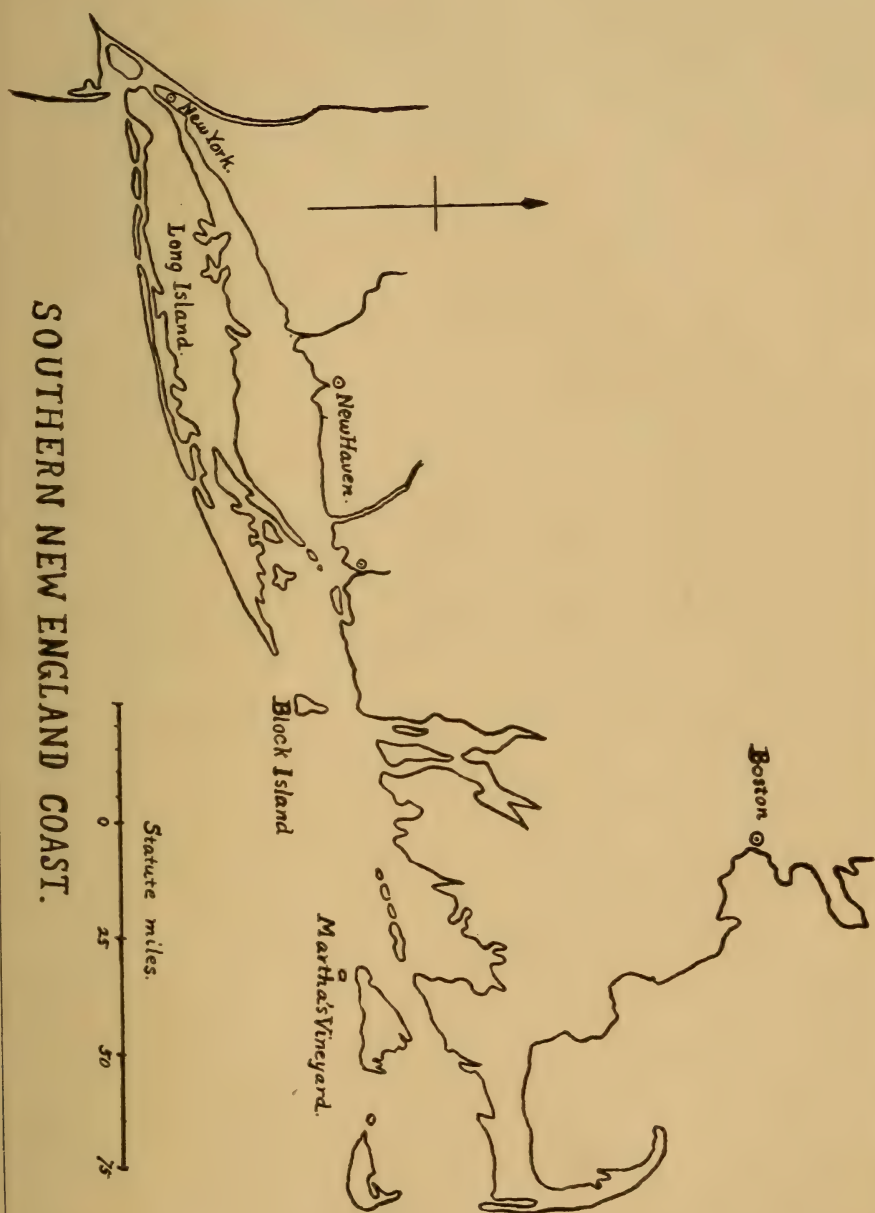 Boston
New York.
New Haven.
Long Island.
Block Island
Martha's Vineyard.
Statute miles.
0 25 50 75
SOUTHERN NEW ENGLAND COAST.